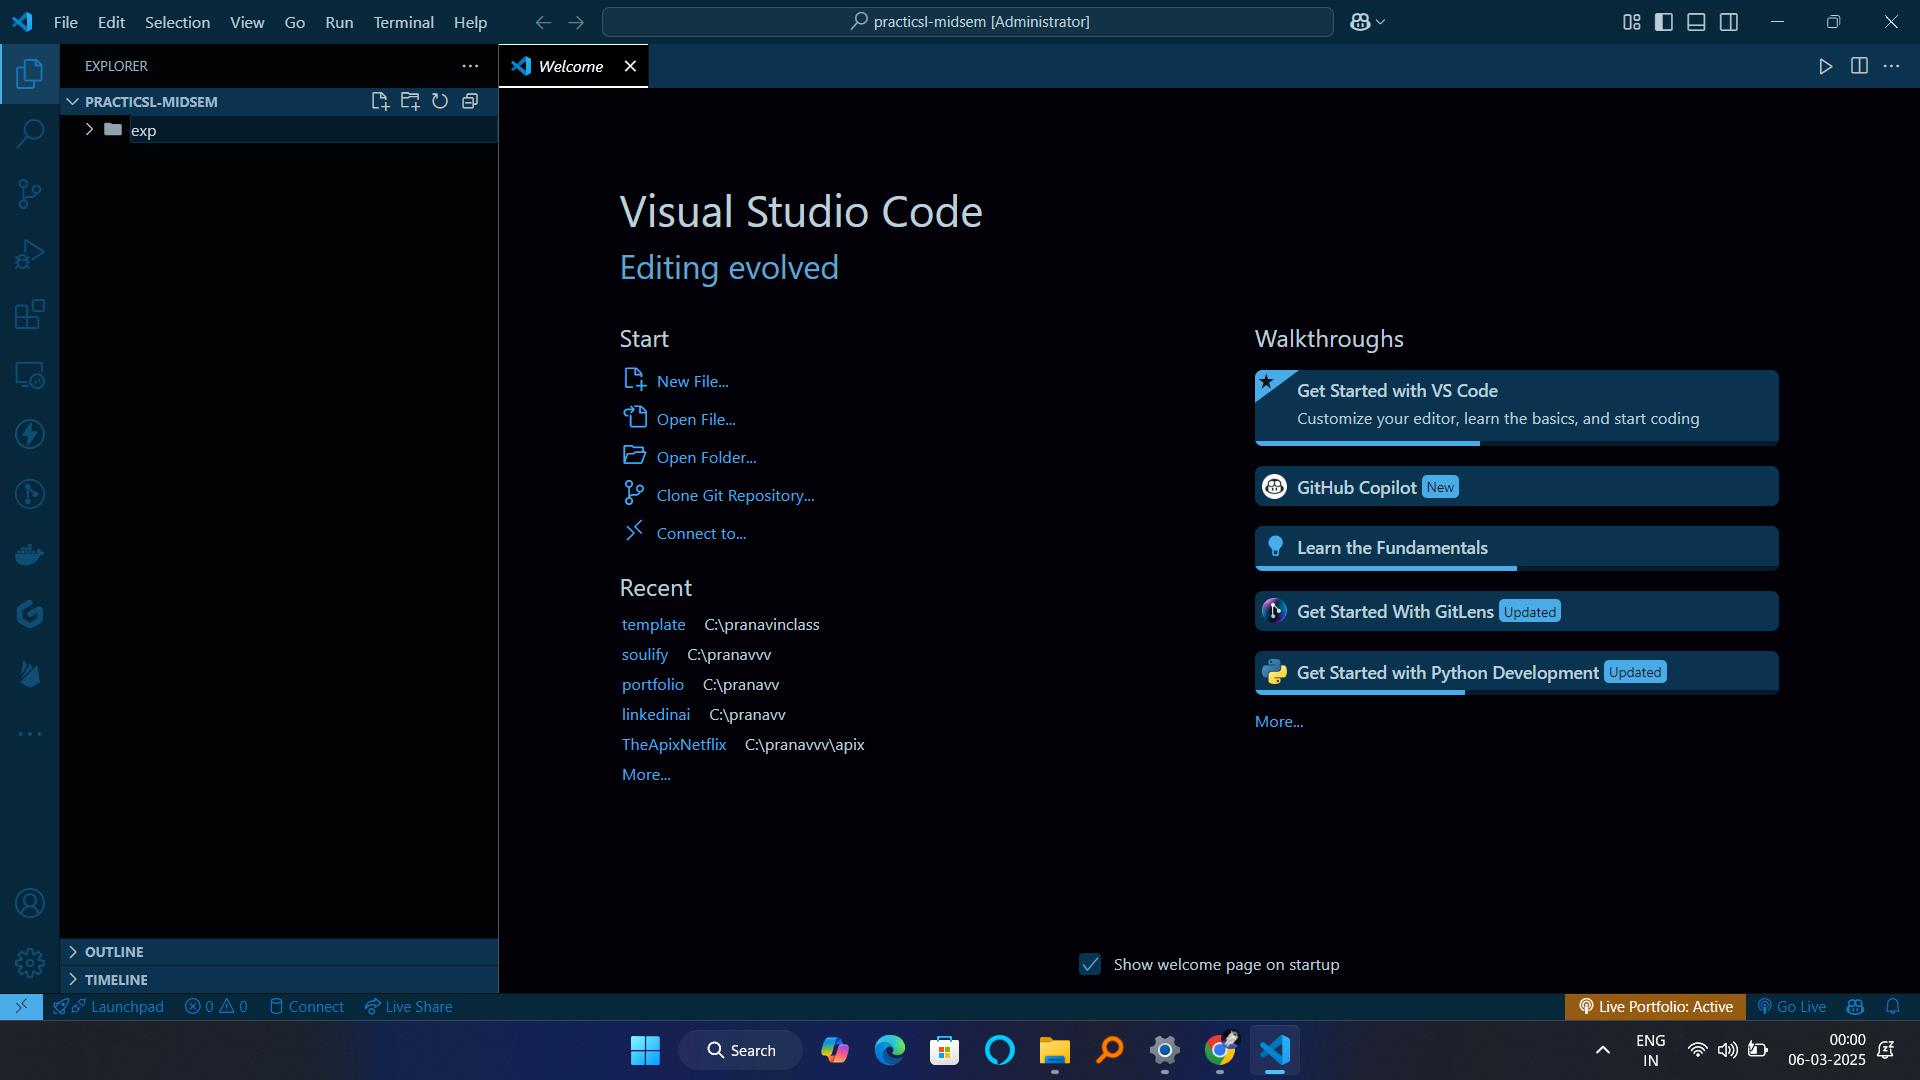 File Edit Selection View Go Run Terminal Help
practicsl-midsem [Administrator]
EXPLORER
Welcome
PRACTICSL-MIDSEM
exp
Visual Studio Code
Editing evolved
Start
New File...
Open File...
Open Folder...
Clone Git Repository...
Connect to...
Recent
template C:\pranavinclass
soulify C:\pranavvv
portfolio C:\pranavv
linkedinai C:\pranavv
TheApixNetflix C:\pranavvv\apix
More...
Walkthroughs
Get Started with VS Code
Customize your editor, learn the basics, and start coding
GitHub Copilot New
Learn the Fundamentals
Get Started With GitLens Updated
Get Started with Python Development Updated
More...
Show welcome page on startup
OUTLINE
TIMELINE
Launchpad 0 0 Connect Live Share
Live Portfolio: Active Go Live
Search
ENG
IN
00:00
06-03-2025